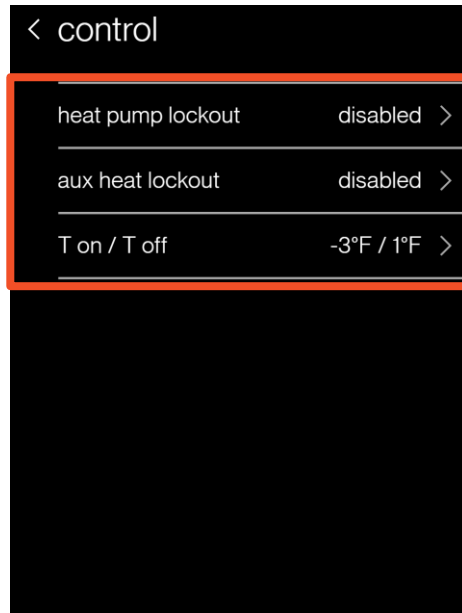 control
heat pump lockout disabled
aux heat lockout disabled
T on / T off -3°F / 1°F